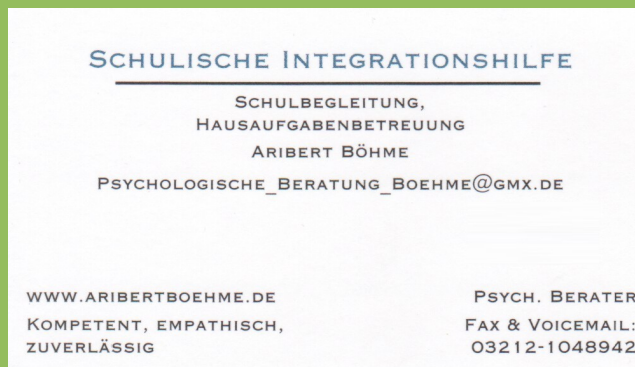 Schulische Integrationshilfe
Schulbegleitung,
Hausaufgabenbetreuung
Aribert Böhme
Psychologische_Beratung_Boehme@gmx.de
www.aribertboehme.de
Kompetent, empathisch,
zuverlässig
Psych. Berater
Fax & Voicemail:
03212-1048942